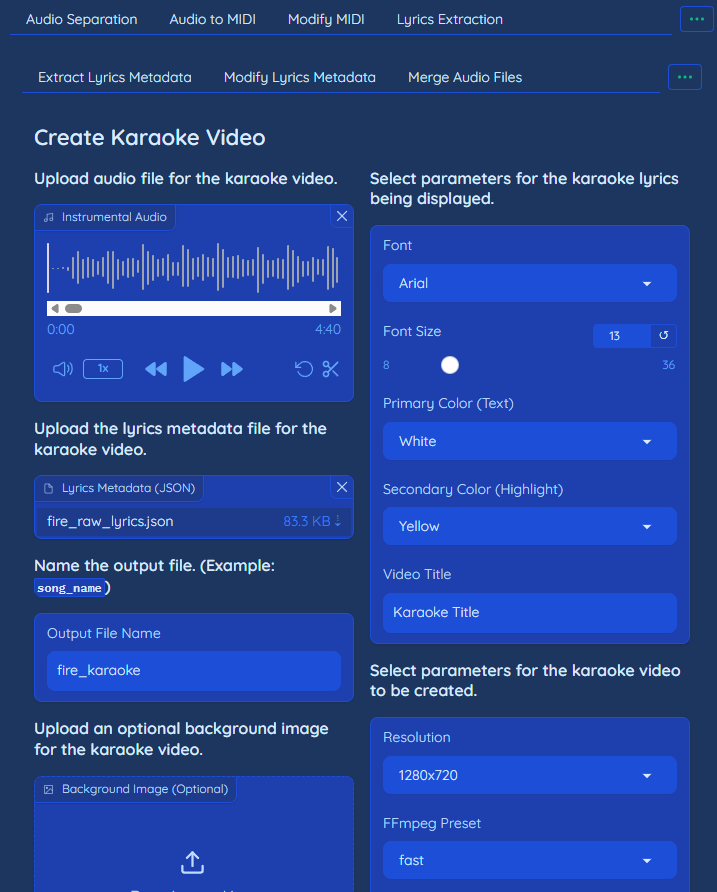 Audio Separation Audio to MIDI Modify MIDI Lyrics Extraction
Extract Lyrics Metadata Modify Lyrics Metadata Merge Audio Files
Create Karaoke Video
Upload audio file for the karaoke video.
Instrumental Audio
0:00 4:40
1x
Upload the lyrics metadata file for the
karaoke video.
Lyrics Metadata (JSON)
fire_raw_lyrics.json 83.3 KB ⇣
Name the output file. (Example:
song_name)
Output File Name
fire_karaoke
Upload an optional background image
for the karaoke video.
Background Image (Optional)
Select parameters for the karaoke lyrics
being displayed.
Font
Arial
Font Size 13 ↺
8 36
Primary Color (Text)
White
Secondary Color (Highlight)
Yellow
Video Title
Karaoke Title
Select parameters for the karaoke video
to be created.
Resolution
1280x720
FFmpeg Preset
fast